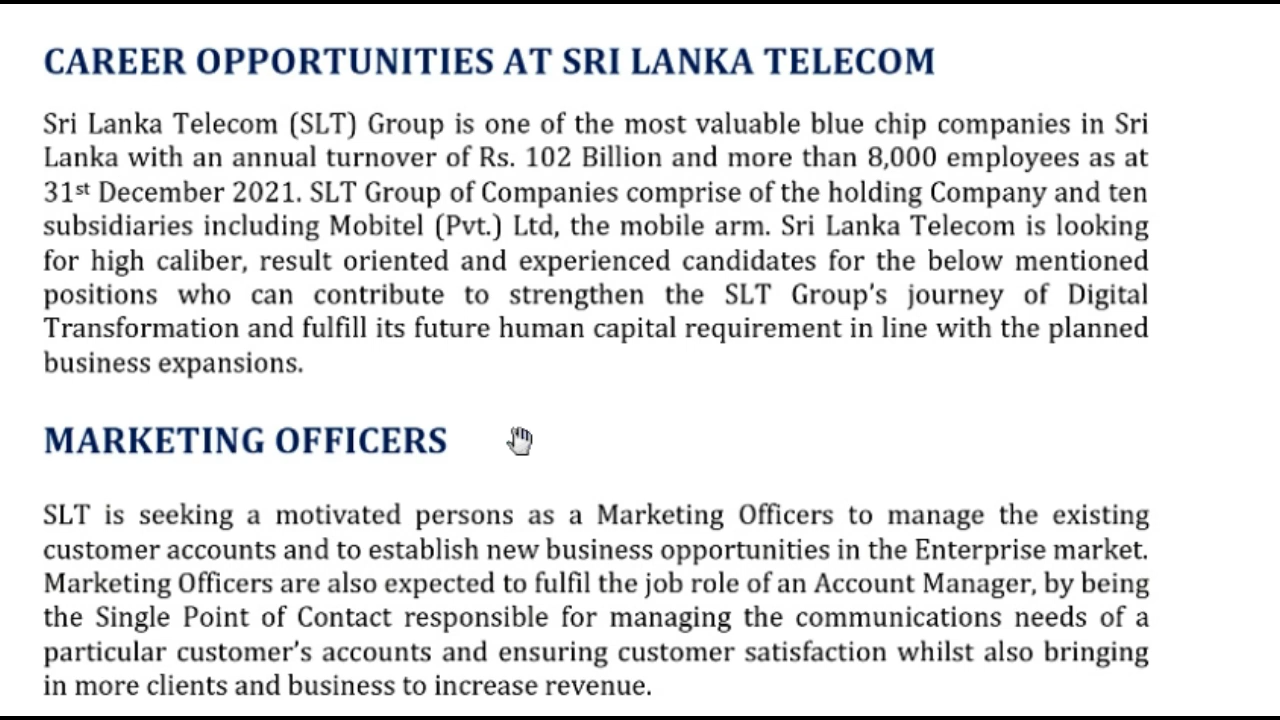 CAREER OPPORTUNITIES AT SRI LANKA TELECOM
Sri Lanka Telecom (SLT) Group is one of the most valuable blue chip companies in Sri
Lanka with an annual turnover of Rs. 102 Billion and more than 8,000 employees as at
31st December 2021. SLT Group of Companies comprise of the holding Company and ten
subsidiaries including Mobitel (Pvt.) Ltd, the mobile arm. Sri Lanka Telecom is looking
for high caliber, result oriented and experienced candidates for the below mentioned
positions who can contribute to strengthen the SLT Group's journey of Digital
Transformation and fulfill its future human capital requirement in line with the planned
business expansions.
MARKETING OFFICERS
SLT is seeking a motivated persons as a Marketing Officers to manage the existing
customer accounts and to establish new business opportunities in the Enterprise market.
Marketing Officers are also expected to fulfil the job role of an Account Manager, by being
the Single Point of Contact responsible for managing the communications needs of a
particular customer's accounts and ensuring customer satisfaction whilst also bringing
in more clients and business to increase revenue.